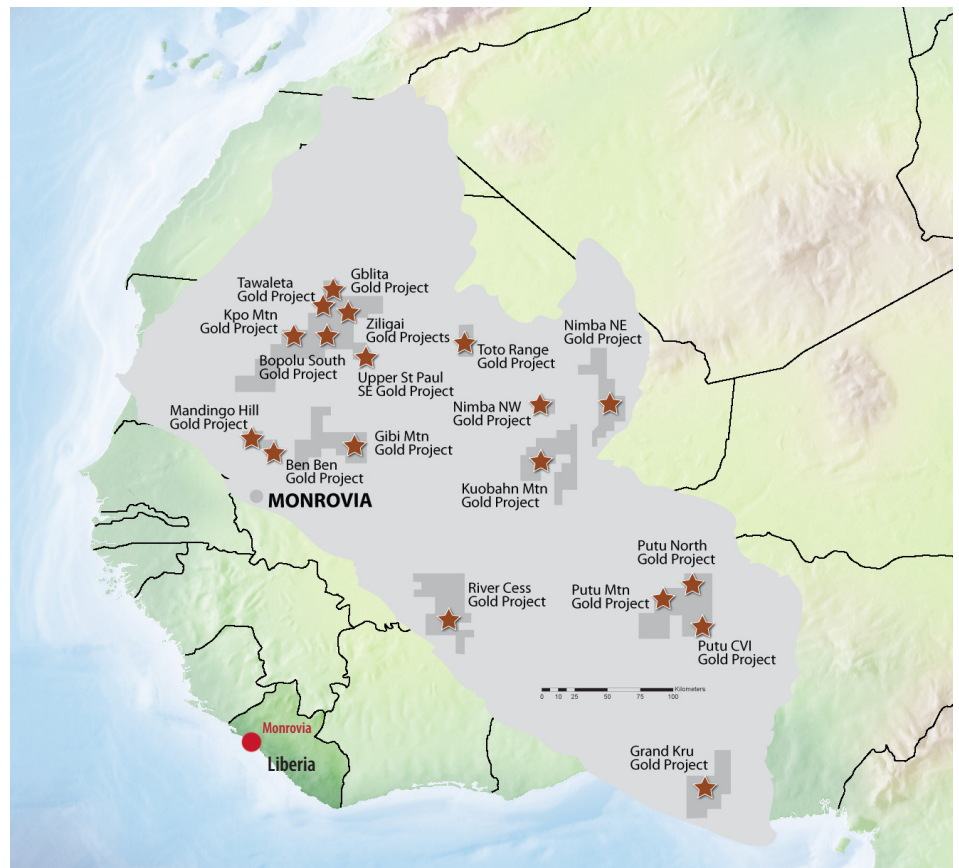 Gblita
Gold Project
Tawaleta
Gold Project
Kpo Mtn
Gold Project
Ziligai
Gold Projects
Bopolu South
Gold Project
Upper St Paul
SE Gold Project
Toto Range
Gold Project
Nimba NE
Gold Project
Nimba NW
Gold Project
Mandingo Hill
Gold Project
Ben Ben
Gold Project
Gibi Mtn
Gold Project
Kuobahn Mtn
Gold Project
MONROVIA
River Cess
Gold Project
Putu North
Gold Project
Putu Mtn
Gold Project
Putu CVI
Gold Project
Kilometers
0 10 25 50 75 100
Monrovia
Liberia
Grand Kru
Gold Project